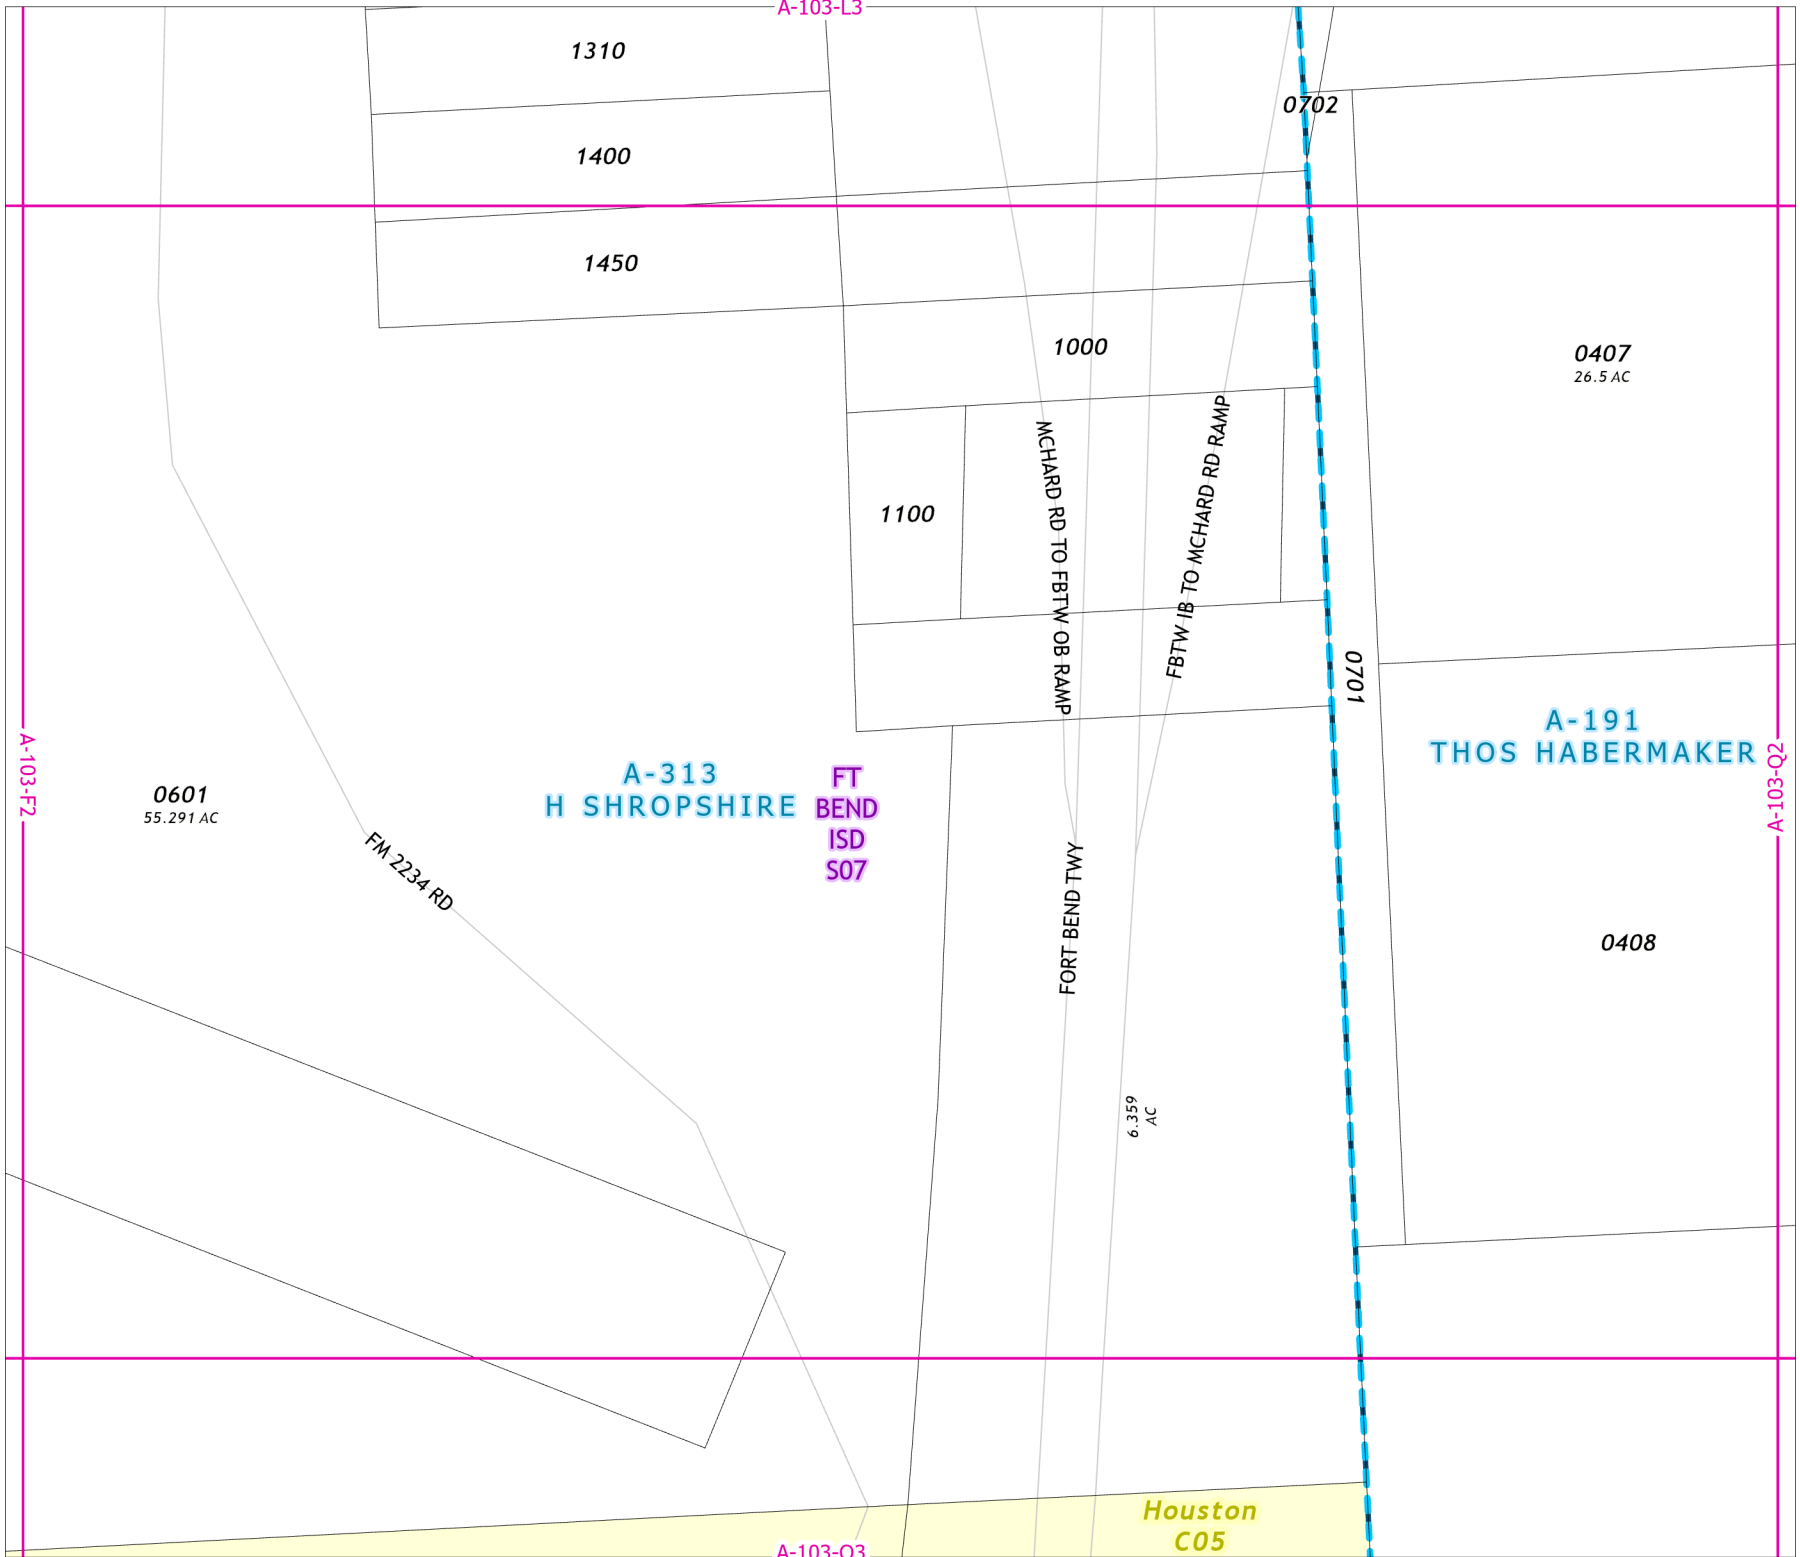 A-103-L3
1310
0702
1400
1450
1000
0407
26.5 AC
MCHARD RD TO FBTW OB RAMP
FBTW IB TO MCHARD RD RAMP
1100
0701
A-191
THOS HABERMAKER
A-103-F2
A-103-Q2
A-313
H SHROPSHIRE
FT
BEND
ISD
S07
0601
55.291 AC
FM 2234 RD
FORT BEND TWY
0408
6.359
AC
Houston
C05
A-103-O3